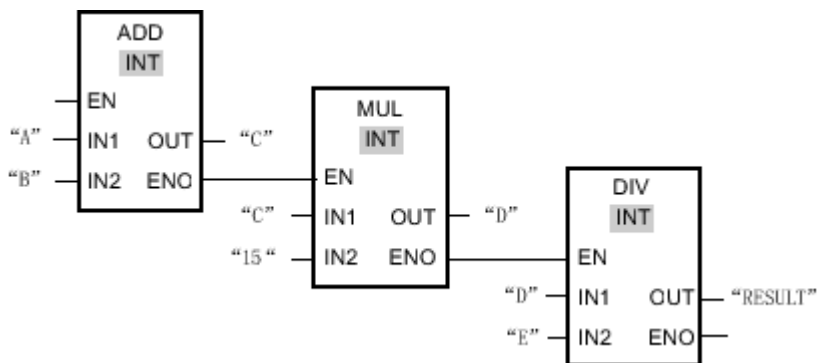 ADD
INT
EN
“A” IN1 OUT “C”
“B” IN2 ENO
MUL
INT
EN
“C” IN1 OUT “D”
“15“ IN2 ENO
DIV
INT
EN
“D” IN1 OUT “RESULT”
“E” IN2 ENO